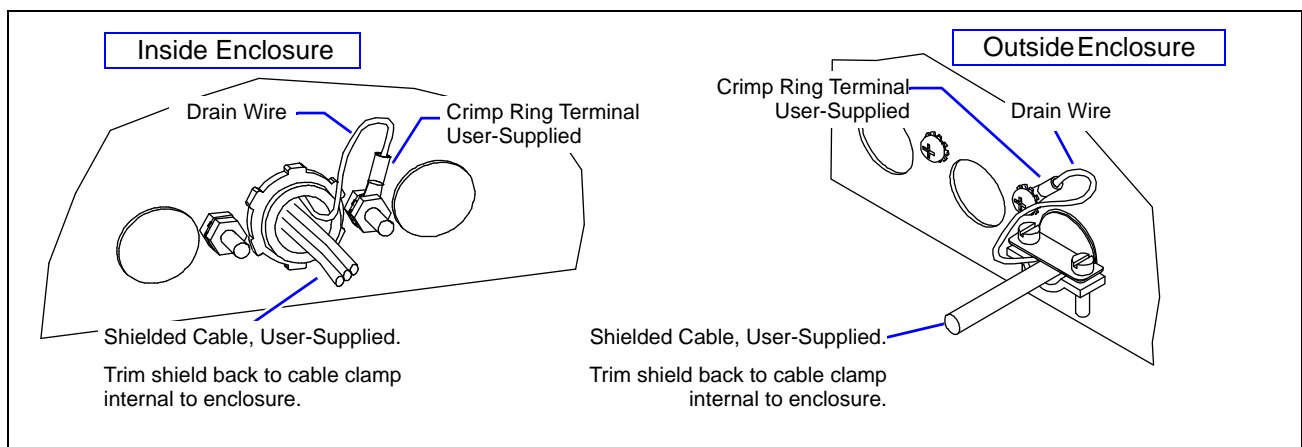 Inside Enclosure
Drain Wire
Crimp Ring Terminal
User-Supplied
Shielded Cable, User-Supplied.
Trim shield back to cable clamp
internal to enclosure.
Outside Enclosure
Crimp Ring Terminal
User-Supplied
Drain Wire
Shielded Cable, User-Supplied.
Trim shield back to cable clamp
internal to enclosure.